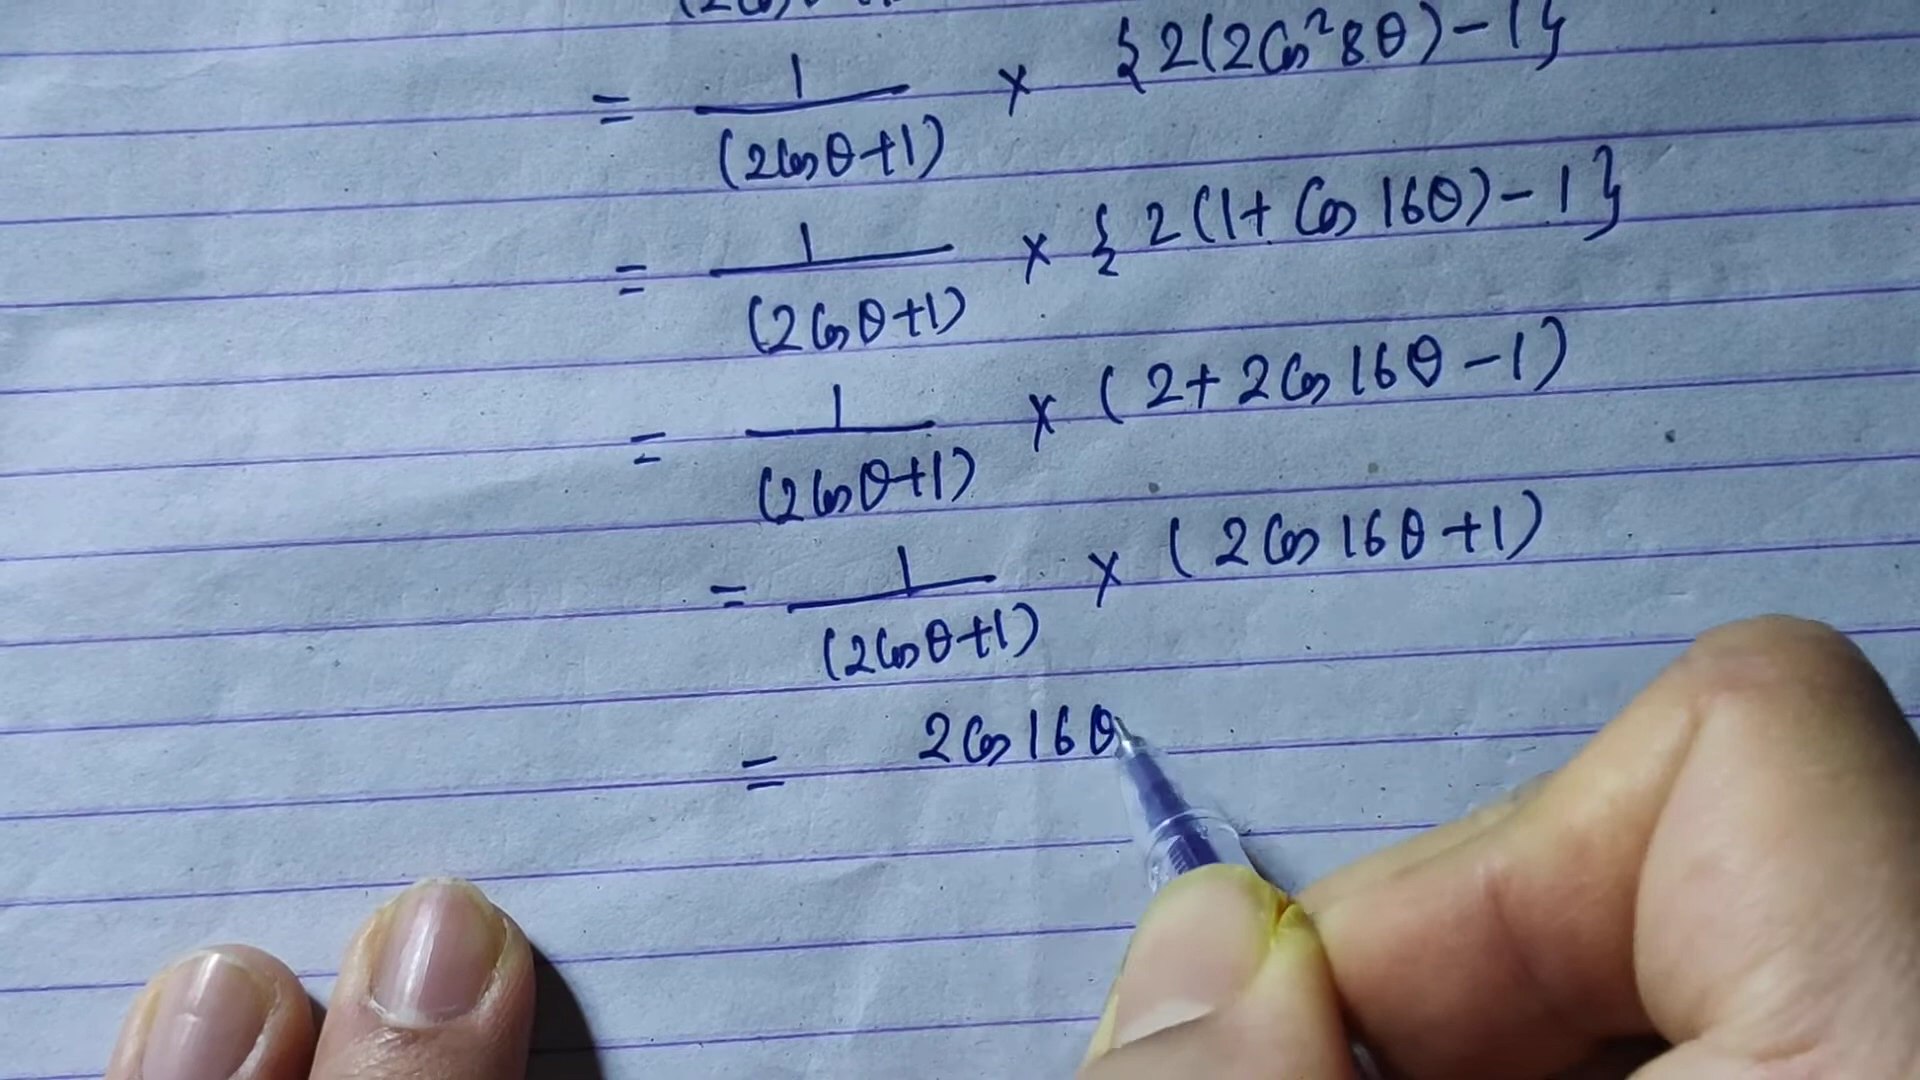 = 1/(2cosθ+1) × {2(2cos²8θ)-1}
= 1/(2cosθ+1) × {2(1+cos16θ)-1}
= 1/(2cosθ+1) × (2+2cos16θ-1)
= 1/(2cosθ+1) × (2cos16θ+1)
= 2cos16θ